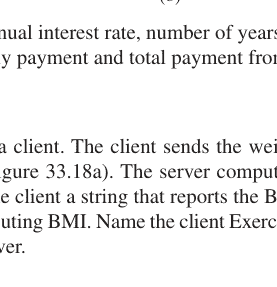 nual interest rate, number of years
y payment and total payment from
a client. The client sends the wei
gure 33.18a). The server comput
e client a string that reports the B
uting BMI. Name the client Exerc
ver.